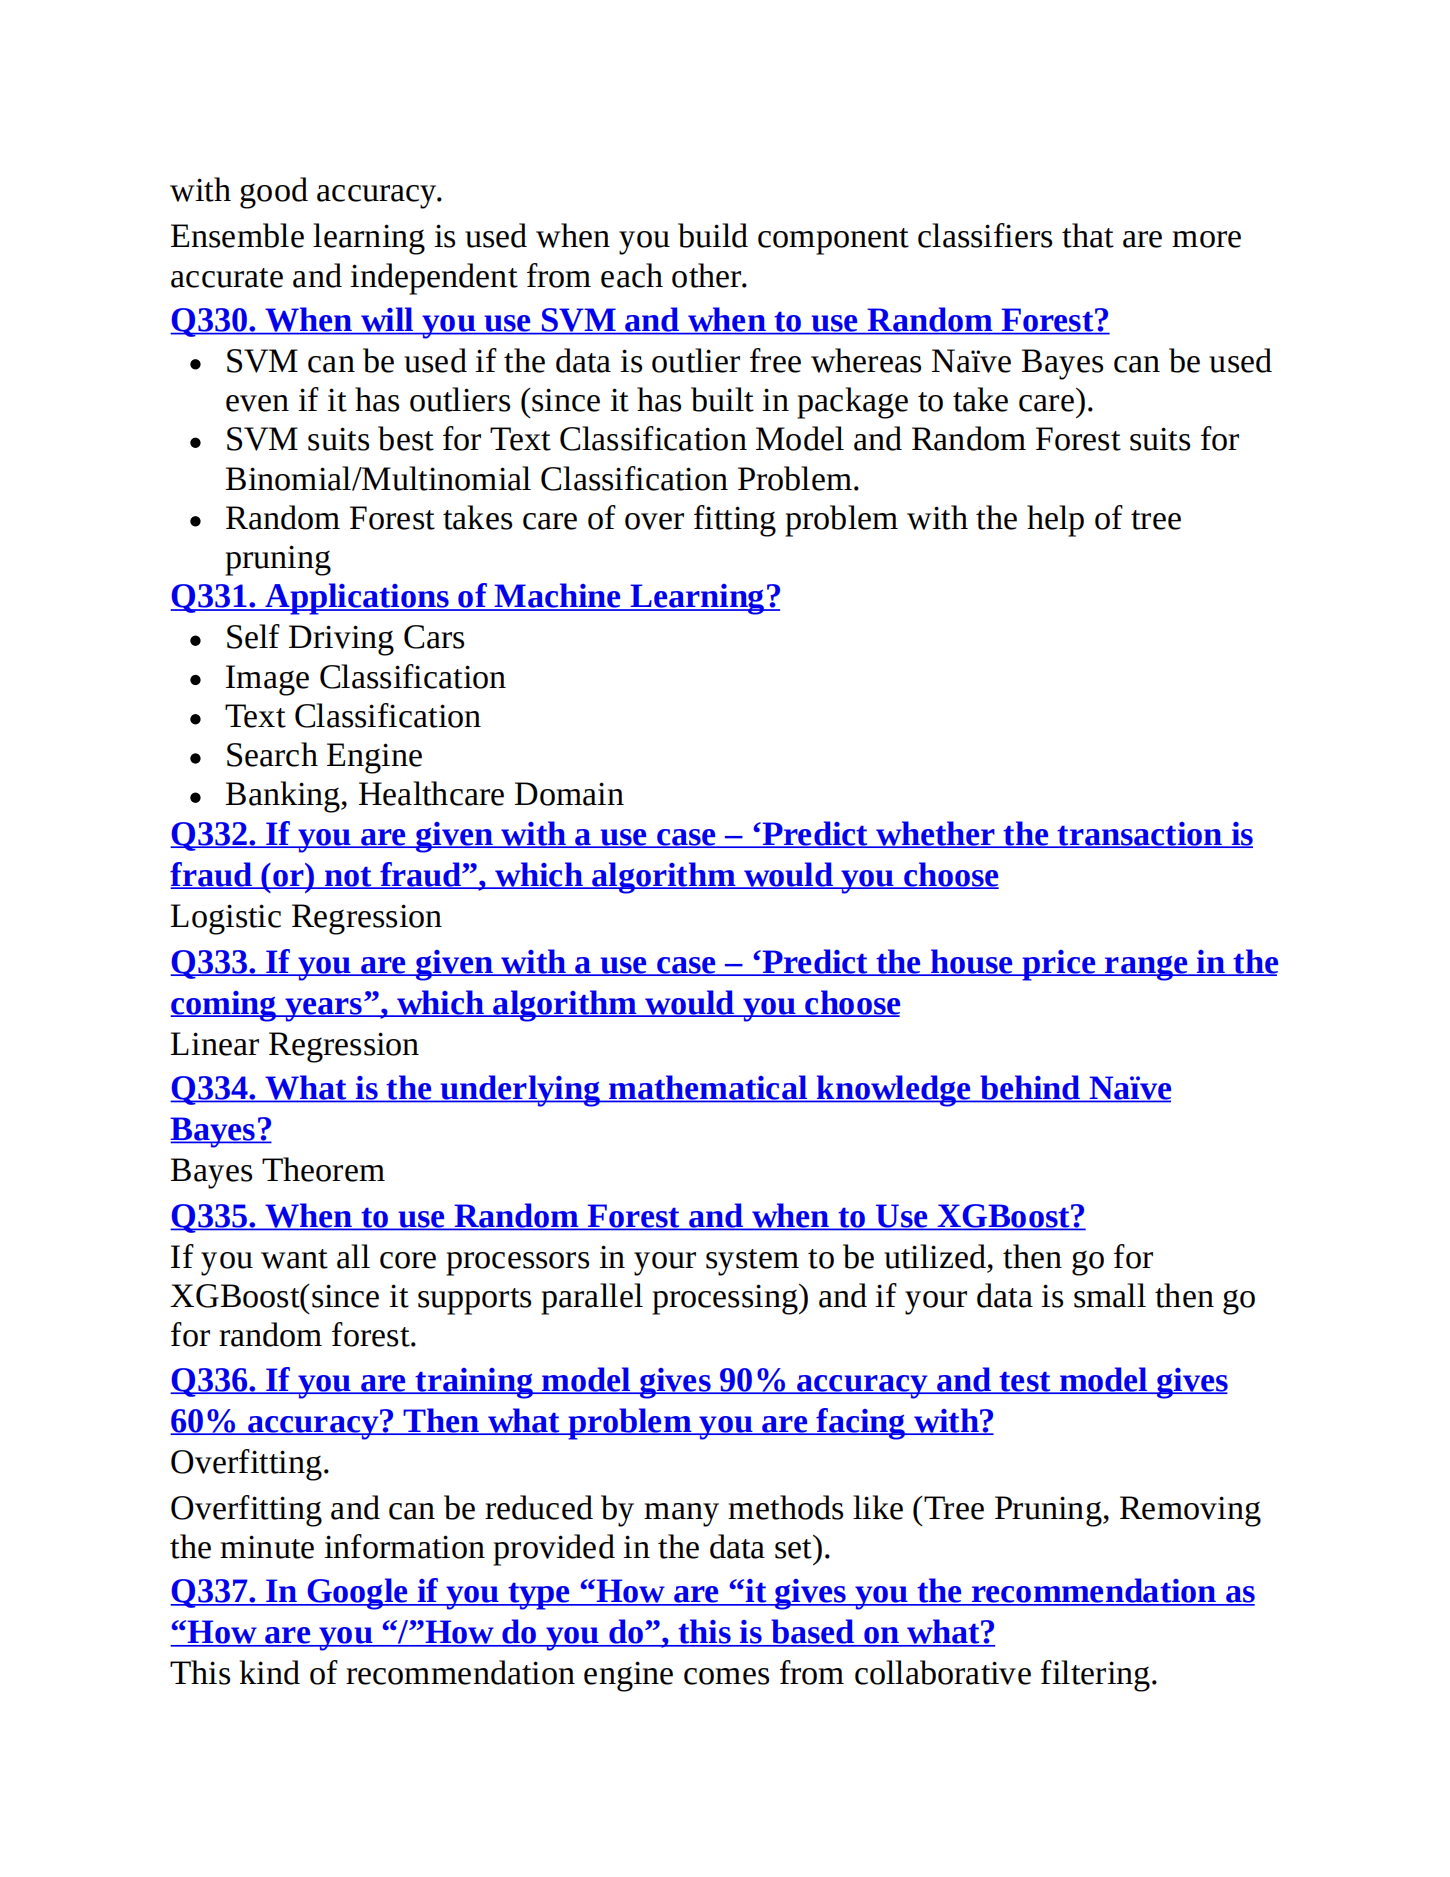 with good accuracy.
Ensemble learning is used when you build component classifiers that are more
accurate and independent from each other.
Q330. When will you use SVM and when to use Random Forest?
• SVM can be used if the data is outlier free whereas Naïve Bayes can be used
even if it has outliers (since it has built in package to take care).
• SVM suits best for Text Classification Model and Random Forest suits for
Binomial/Multinomial Classification Problem.
• Random Forest takes care of over fitting problem with the help of tree
pruning
Q331. Applications of Machine Learning?
• Self Driving Cars
• Image Classification
• Text Classification
• Search Engine
• Banking, Healthcare Domain
Q332. If you are given with a use case – ‘Predict whether the transaction is
fraud (or) not fraud”, which algorithm would you choose
Logistic Regression
Q333. If you are given with a use case – ‘Predict the house price range in the
coming years”, which algorithm would you choose
Linear Regression
Q334. What is the underlying mathematical knowledge behind Naïve
Bayes?
Bayes Theorem
Q335. When to use Random Forest and when to Use XGBoost?
If you want all core processors in your system to be utilized, then go for
XGBoost(since it supports parallel processing) and if your data is small then go
for random forest.
Q336. If you are training model gives 90% accuracy and test model gives
60% accuracy? Then what problem you are facing with?
Overfitting.
Overfitting and can be reduced by many methods like (Tree Pruning, Removing
the minute information provided in the data set).
Q337. In Google if you type “How are “it gives you the recommendation as
“How are you “/”How do you do”, this is based on what?
This kind of recommendation engine comes from collaborative filtering.